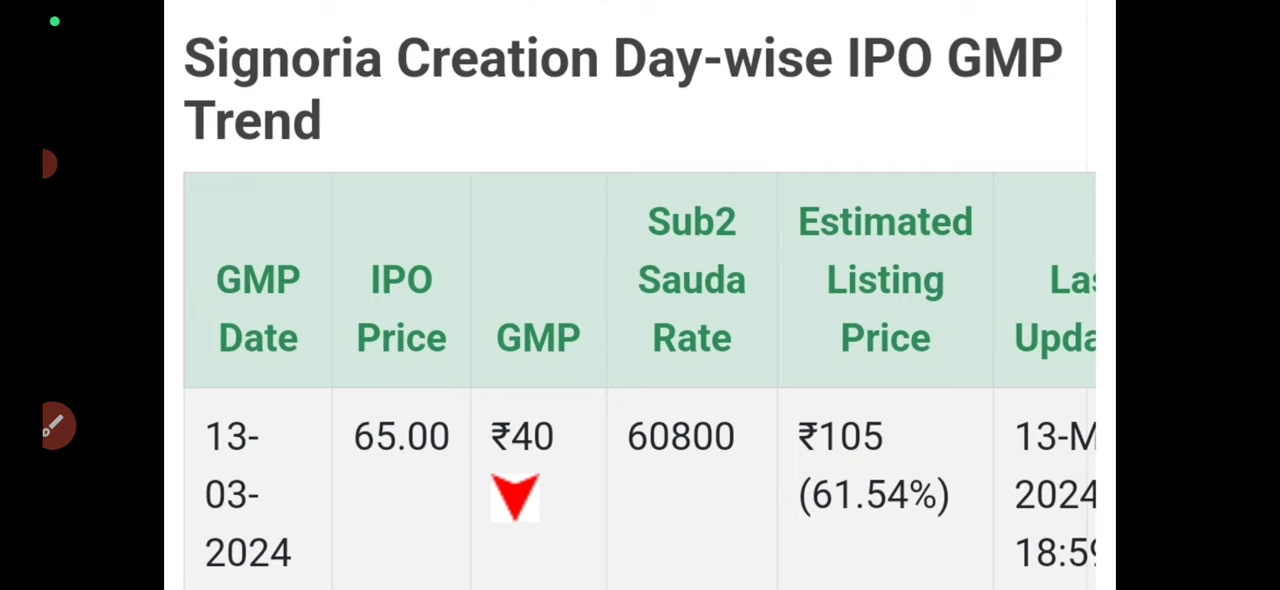 Signoria Creation Day-wise IPO GMP
Trend
GMP Date
IPO Price
GMP
Sub2 Sauda Rate
Estimated Listing Price
13-03-2024
65.00
₹40
60800
₹105 (61.54%)
2024